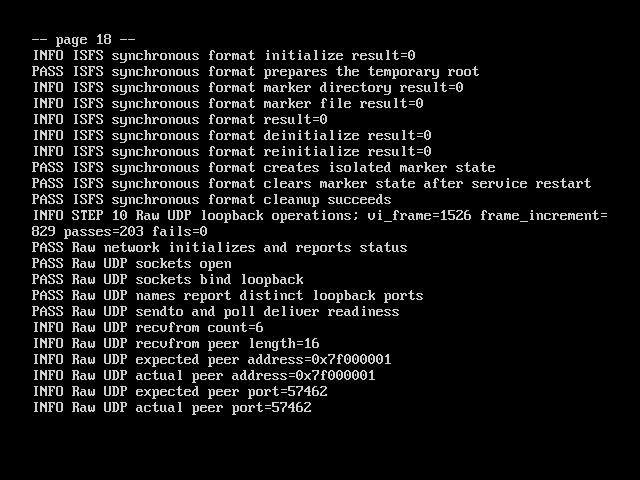 -- page 18 --
INFO ISFS synchronous format initialize result=0
PASS ISFS synchronous format prepares the temporary root
INFO ISFS synchronous format marker directory result=0
INFO ISFS synchronous format marker file result=0
INFO ISFS synchronous format result=0
INFO ISFS synchronous format deinitialize result=0
INFO ISFS synchronous format reinitialize result=0
PASS ISFS synchronous format creates isolated marker state
PASS ISFS synchronous format clears marker state after service restart
PASS ISFS synchronous format cleanup succeeds
INFO STEP 10 Raw UDP loopback operations; vi_frame=1526 frame_increment=
829 passes=203 fails=0
PASS Raw network initializes and reports status
PASS Raw UDP sockets open
PASS Raw UDP sockets bind loopback
PASS Raw UDP names report distinct loopback ports
PASS Raw UDP sendto and poll deliver readiness
INFO Raw UDP recvfrom count=6
INFO Raw UDP recvfrom peer length=16
INFO Raw UDP expected peer address=0x7f000001
INFO Raw UDP actual peer address=0x7f000001
INFO Raw UDP expected peer port=57462
INFO Raw UDP actual peer port=57462